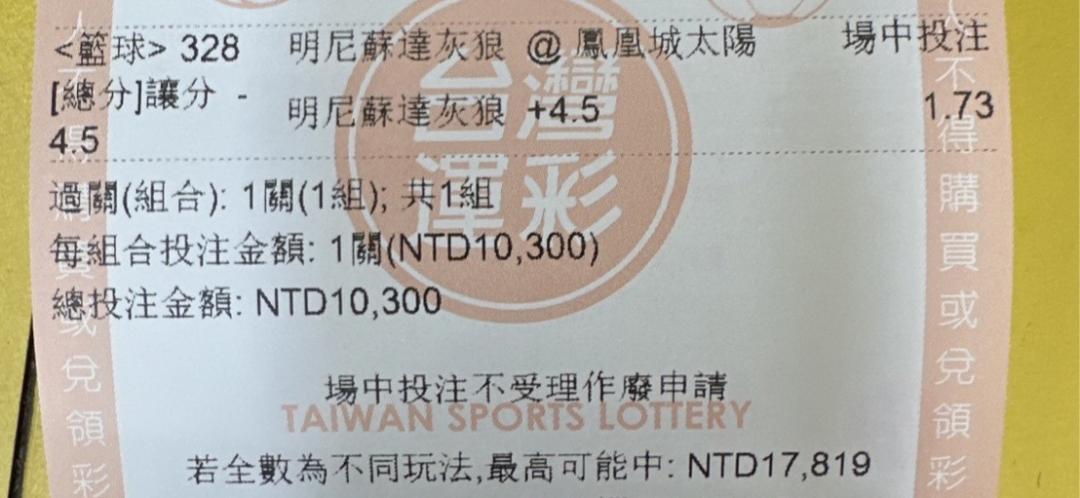 <籃球> 328 明尼蘇達灰狼 @ 鳳凰城太陽 場中投注
[總分]讓分 - 明尼蘇達灰狼 +4.5 1.73
4.5
過關(組合): 1關(1組); 共1組
每組合投注金額: 1關(NTD10,300)
總投注金額: NTD10,300
場中投注不受理作廢申請
TAIWAN SPORTS LOTTERY
若全數為不同玩法,最高可能中: NTD17,819
台灣
運彩
不得購買或兌領彩